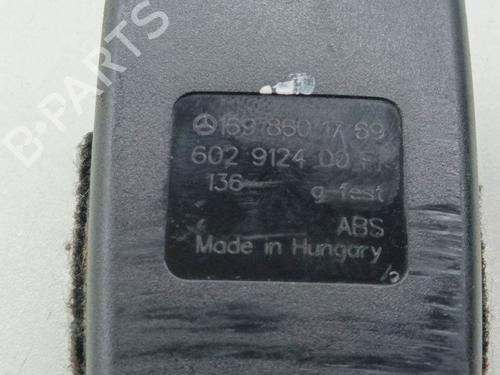 B-PARTS
169 860 17 69
602 9124 00
136 g-fest
ABS
Made in Hungary